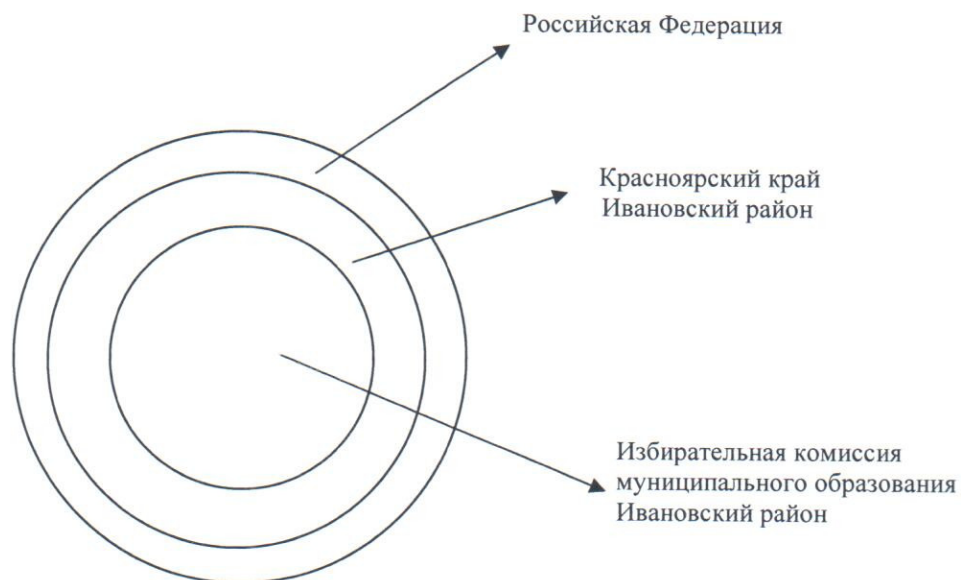 Российская Федерация
Красноярский край
Ивановский район
Избирательная комиссия
муниципального образования
Ивановский район